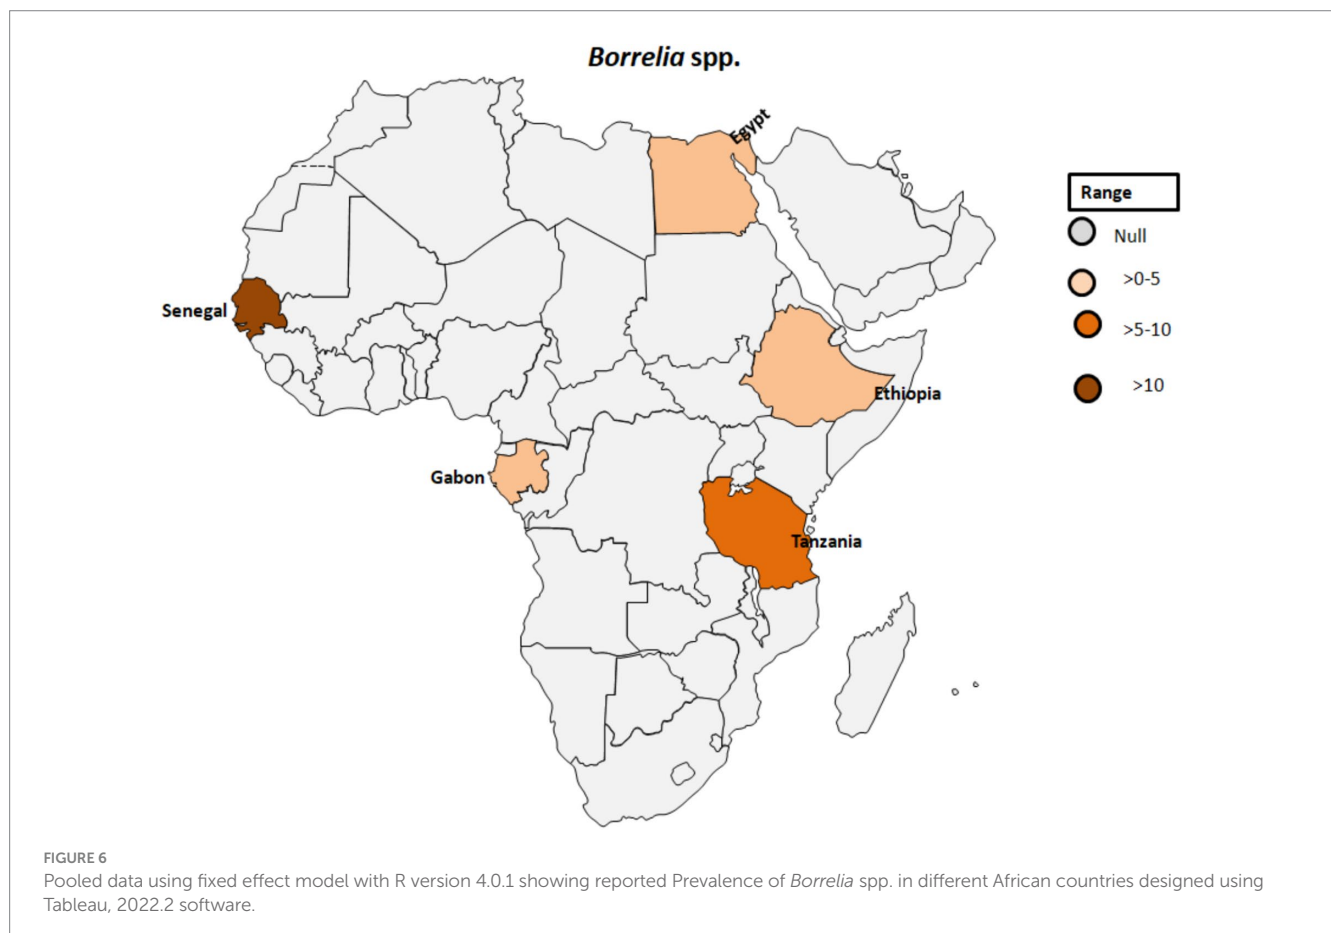 Borrelia spp.
Egypt
Range
Null
>0-5
Senegal
>5-10
>10
Ethiopia
Gabon
Tanzania
FIGURE 6
Pooled data using fixed effect model with R version 4.0.1 showing reported Prevalence of Borrelia spp. in different African countries designed using
Tableau, 2022.2 software.